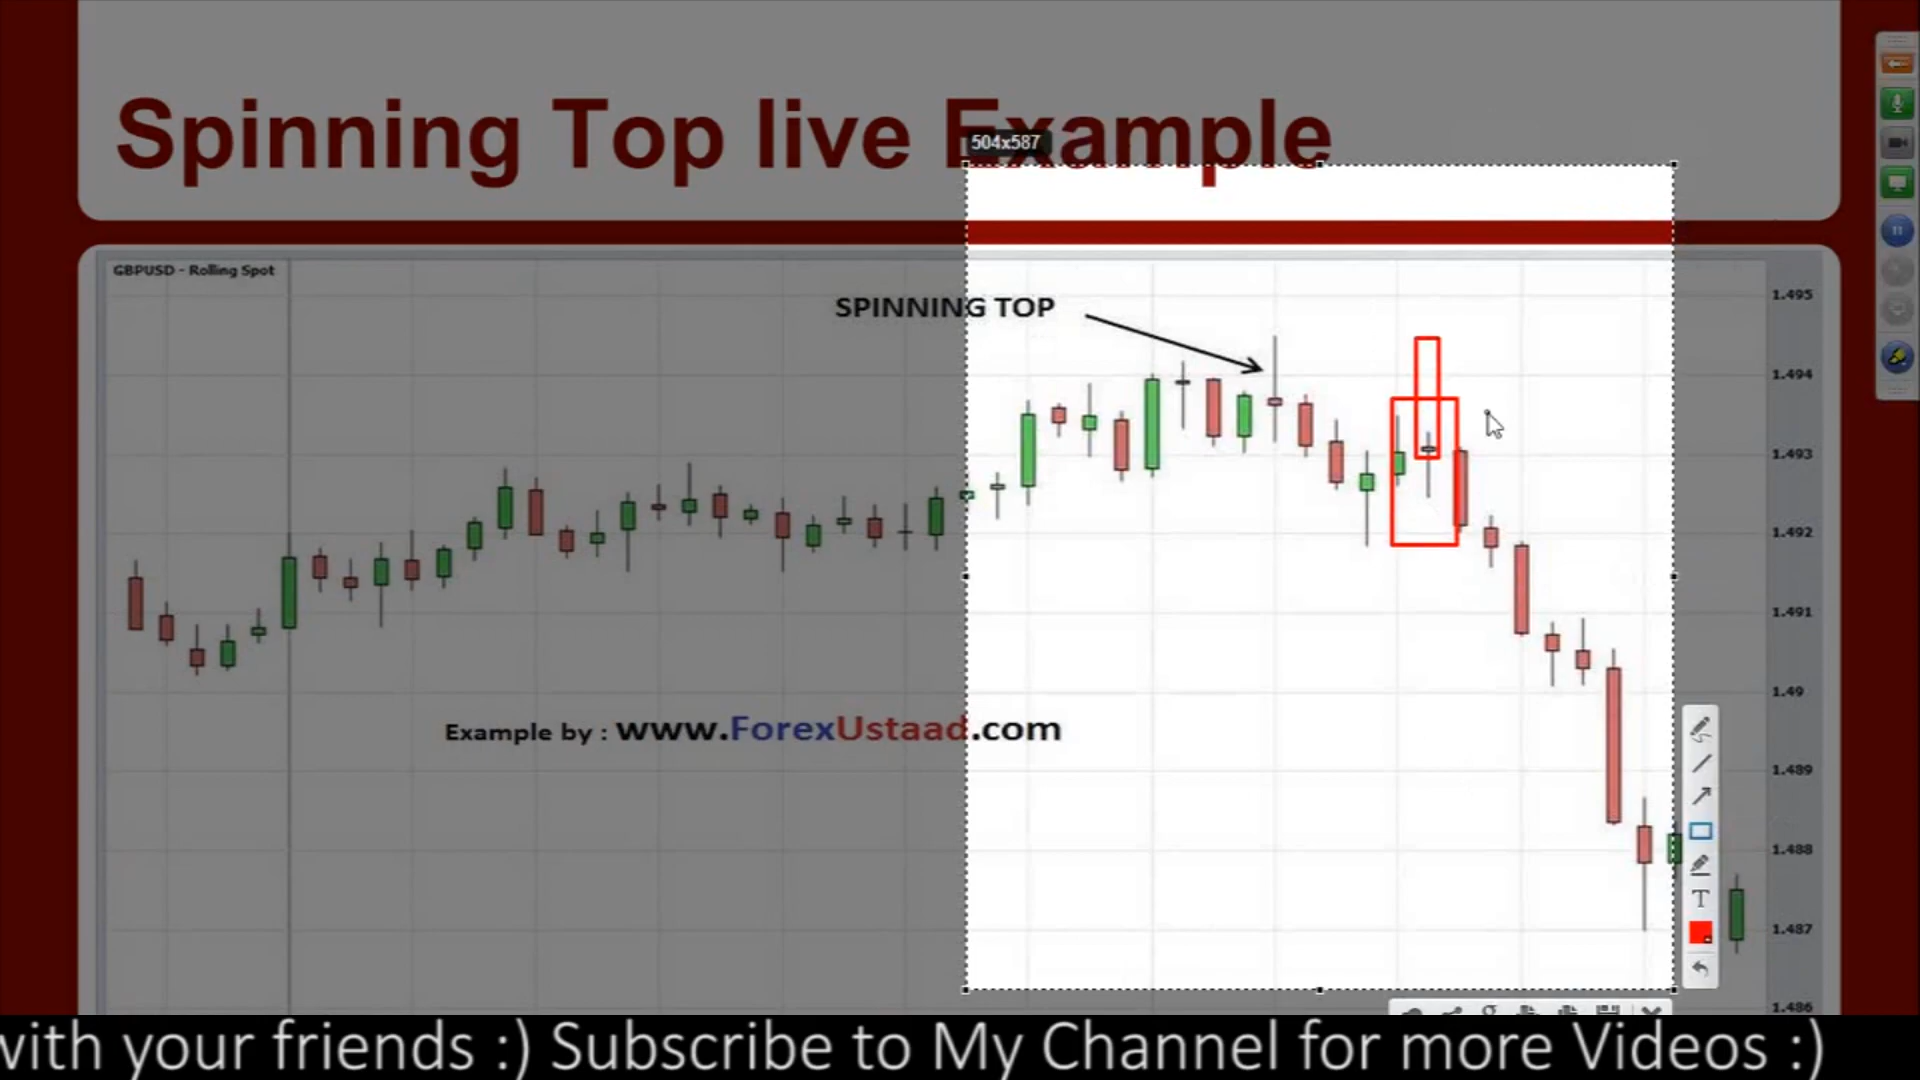 Spinning Top live Example
504x587
GBPUSD - Rolling Spot
SPINNING TOP
1.495
1.494
1.493
1.492
1.491
1.49
1.489
1.488
1.487
1.486
Example by : www.ForexUstaad.com
T
with your friends :) Subscribe to My Channel for more Videos :)